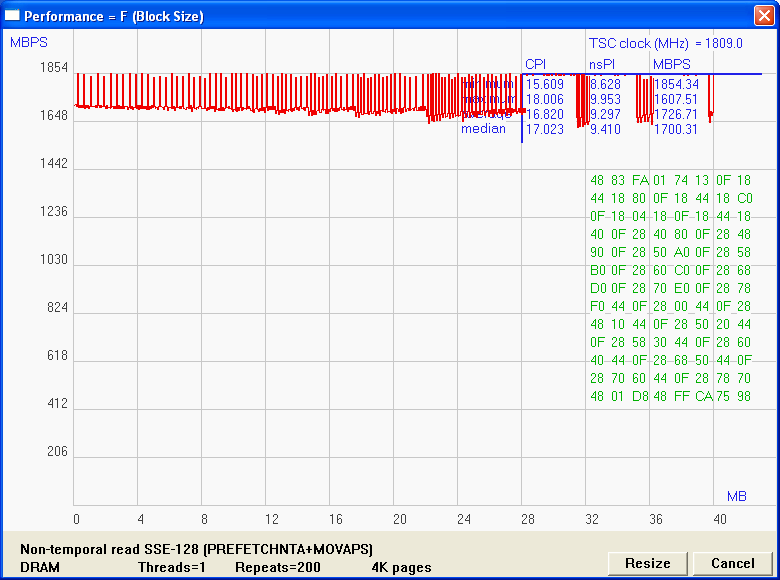 Performance = F (Block Size)
MBPS
TSC clock (MHz) = 1809.0
CPI nsPI MBPS
minimum 15.609 8.628 1854.34
maximum 18.006 9.953 1607.51
average 16.820 9.297 1726.71
median 17.023 9.410 1700.31
1854
1648
1442
1236
1030
824
618
412
206
48 83 FA 01 74 13 0F 18
44 18 80 0F 18 44 18 C0
0F 18 04 18 0F 18 44 18
40 0F 28 40 80 0F 28 48
90 0F 28 50 A0 0F 28 58
B0 0F 28 60 C0 0F 28 68
D0 0F 28 70 E0 0F 28 78
F0 44 0F 28 00 44 0F 28
48 10 44 0F 28 50 20 44
0F 28 58 30 44 0F 28 60
40 44 0F 28 68 50 44 0F
28 70 60 44 0F 28 78 70
48 01 D8 48 FF CA 75 98
MB
0 4 8 12 16 20 24 28 32 36 40
Non-temporal read SSE-128 (PREFETCHNTA+MOVAPS)
DRAM Threads=1 Repeats=200 4K pages
Resize Cancel